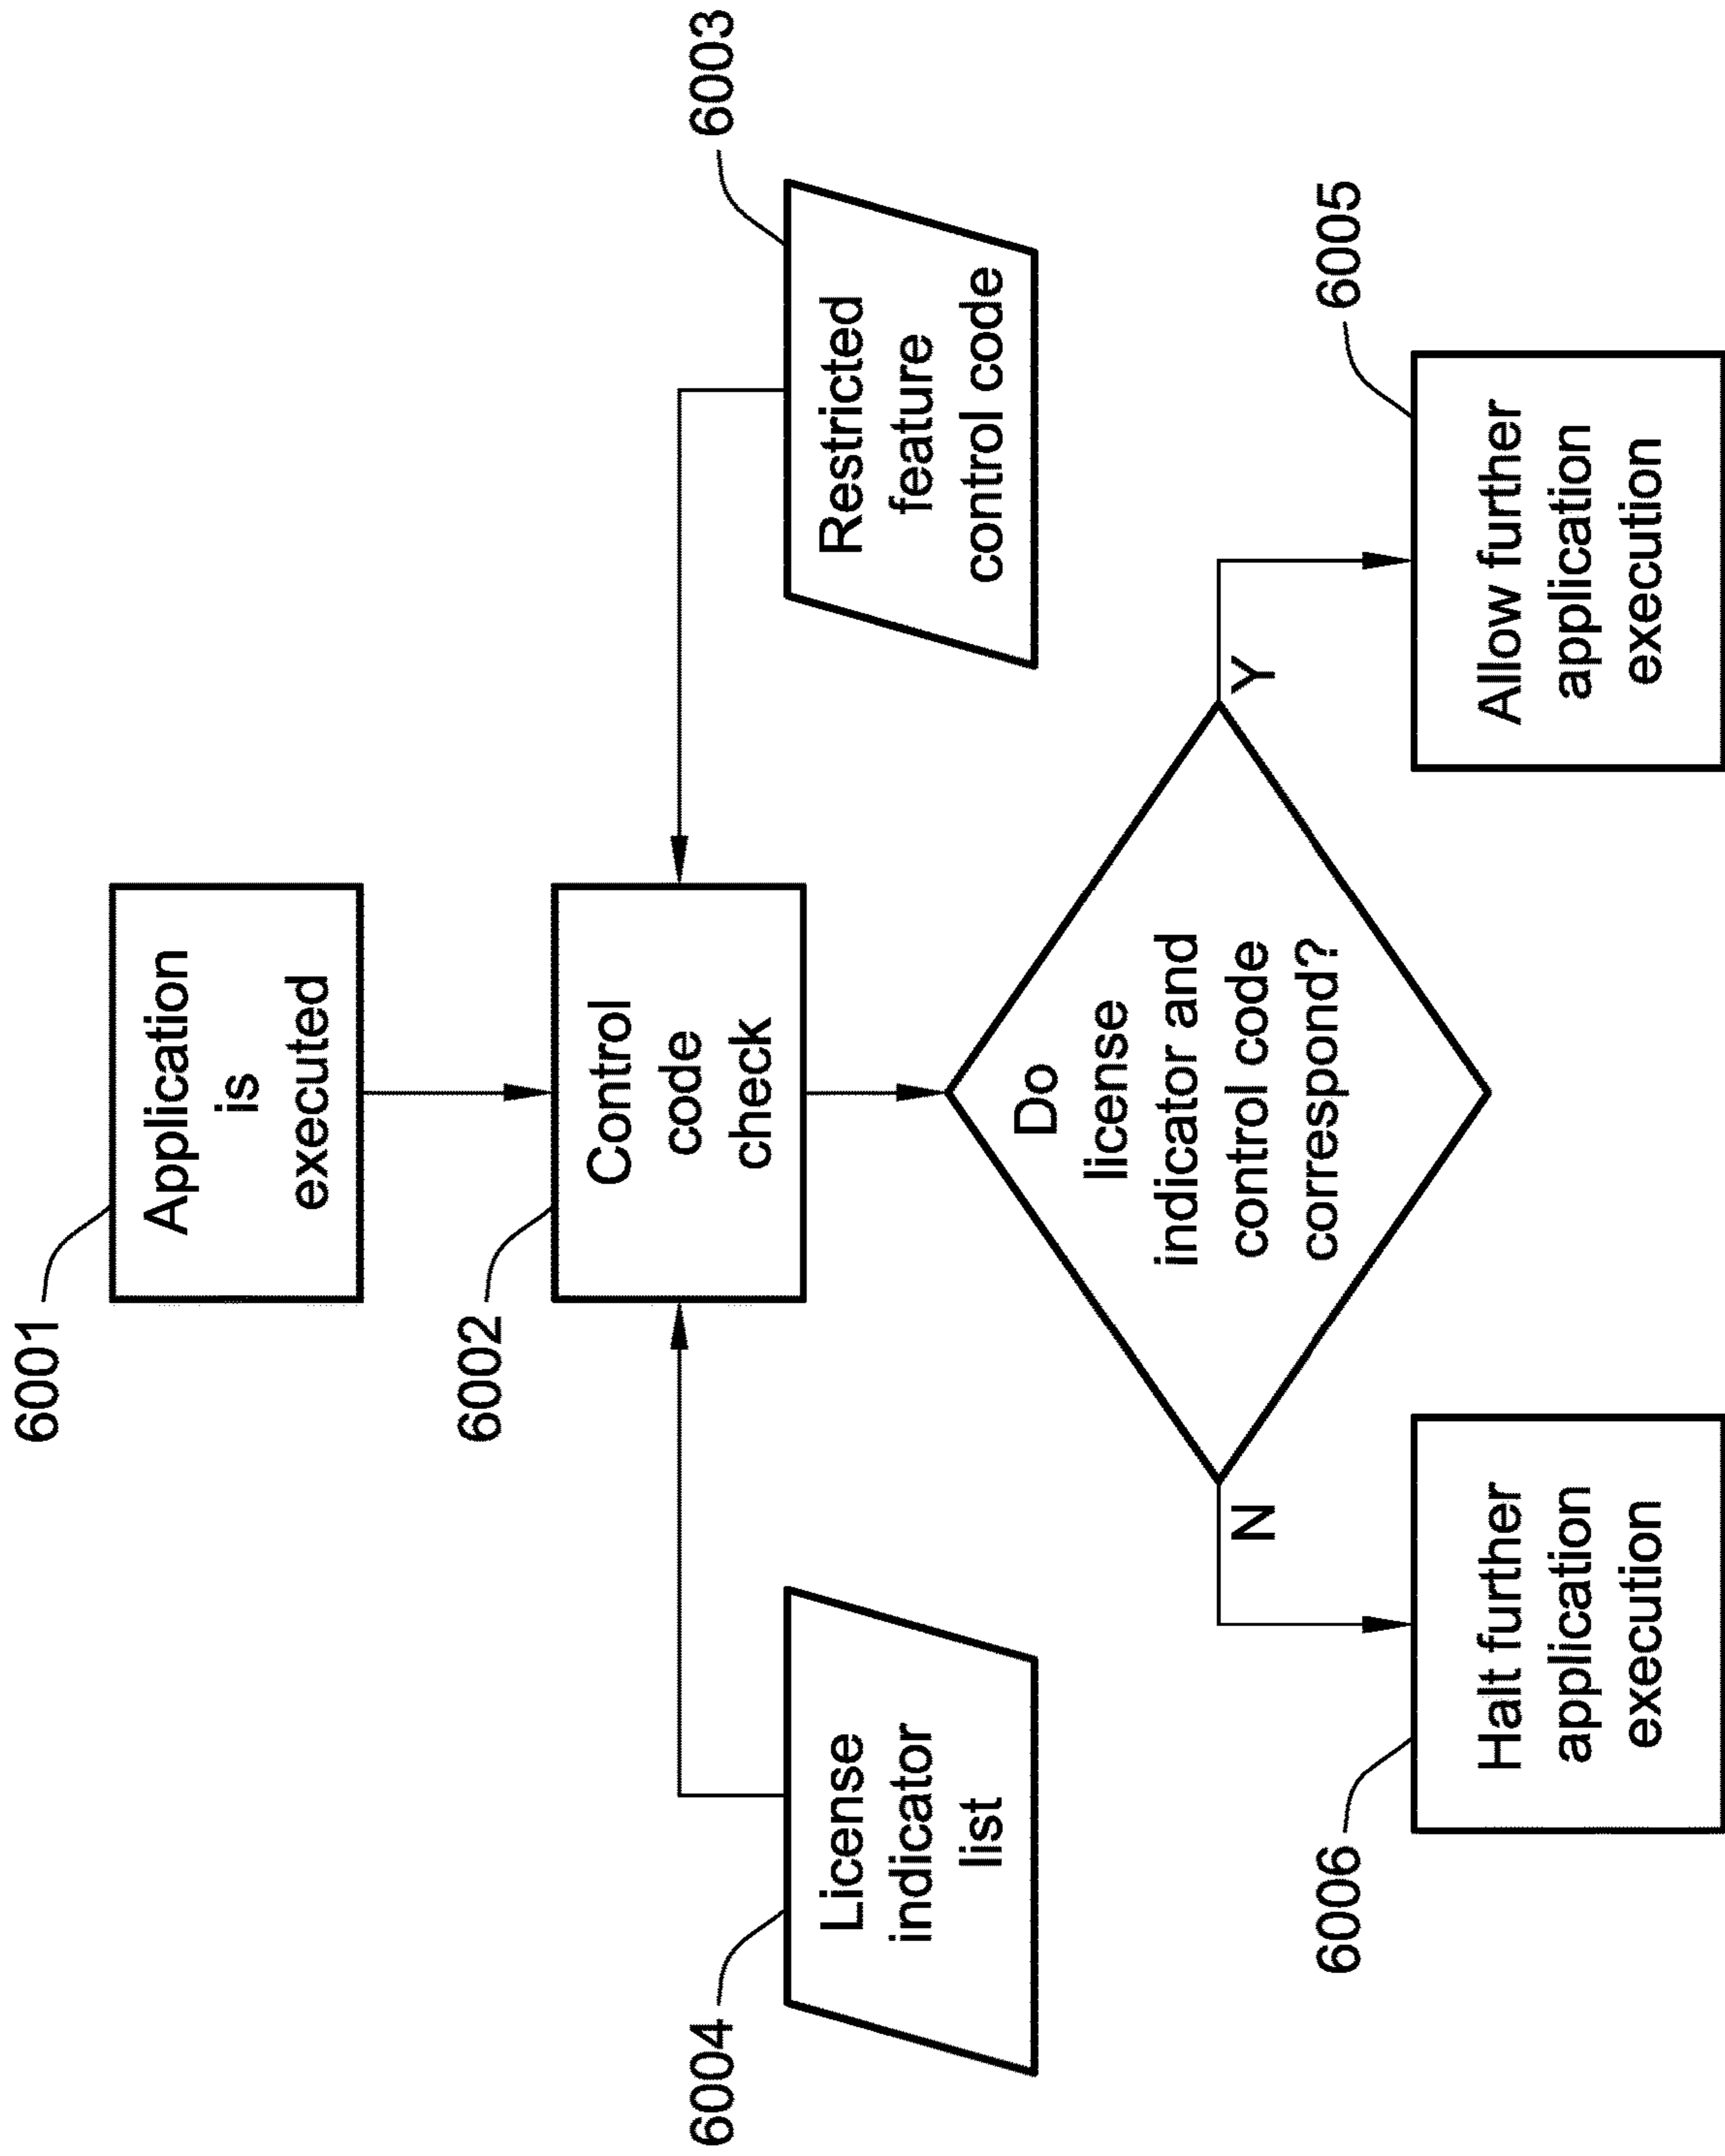 6001
Application
is
executed
6002
Control
code
check
6004
License
indicator
list
6003
Restricted
feature
control code
Do
license
indicator and
control code
correspond?
N
Y
6006
Halt further
application
execution
6005
Allow further
application
execution